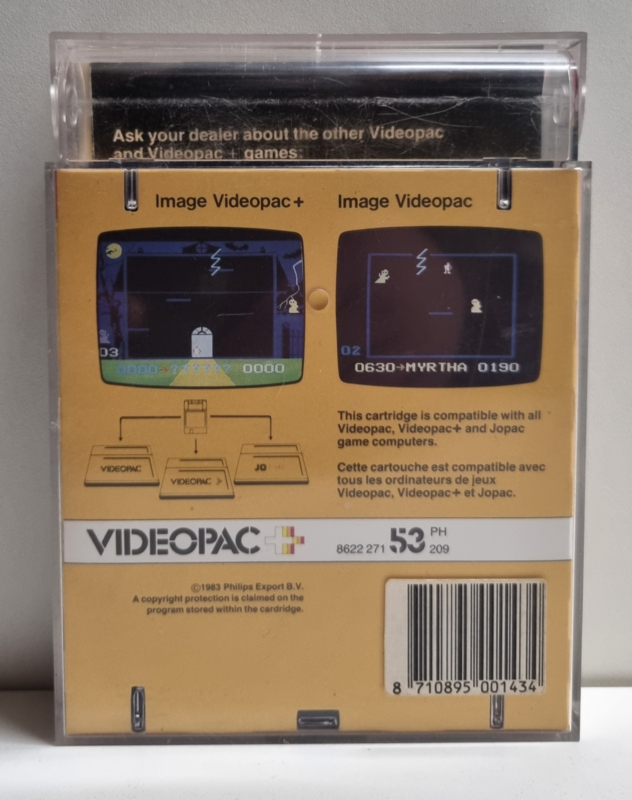 Ask your dealer about the other Videopac
and Videopac + games:
Image Videopac+
Image Videopac
03
0000→??????? 0000
02
0630→MYRTHA 0190
VIDEOPAC
VIDEOPAC
JO
This cartridge is compatible with all
Videopac, Videopac+ and Jopac
game computers.
Cette cartouche est compatible avec
tous les ordinateurs de jeux
Videopac, Videopac+ et Jopac.
VIDEOPAC+
8622 271 53 PH
209
©1983 Philips Export B.V.
A copyright protection is claimed on the
program stored within the cardridge.
8 710895 001434